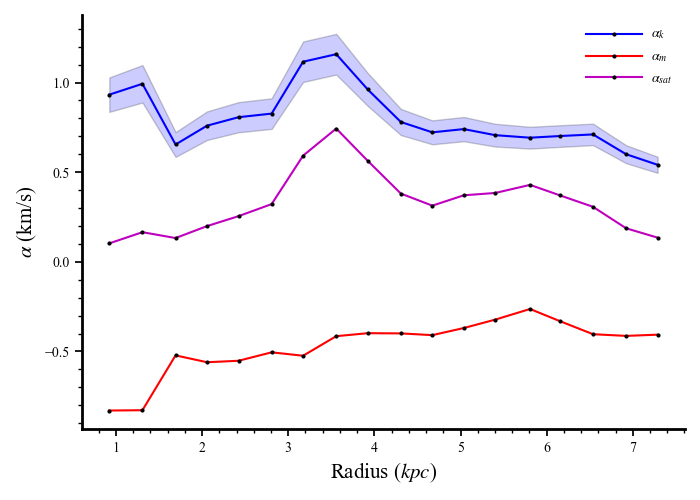 α_k
α_m
α_sat
1.0
0.5
0.0
−0.5
α (km/s)
1 2 3 4 5 6 7
Radius (kpc)